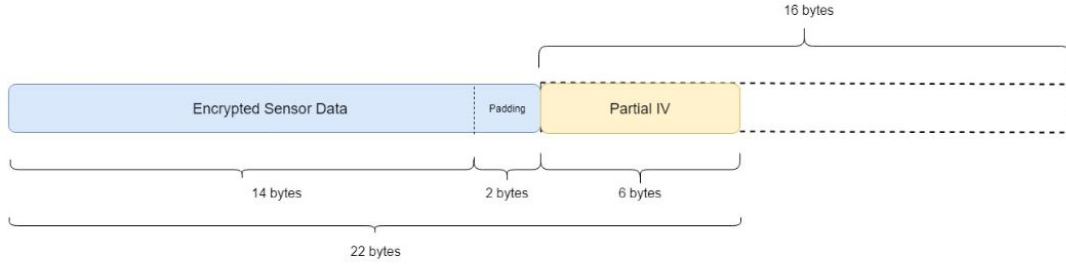 16 bytes
Encrypted Sensor Data
Padding
Partial IV
14 bytes
2 bytes
6 bytes
22 bytes